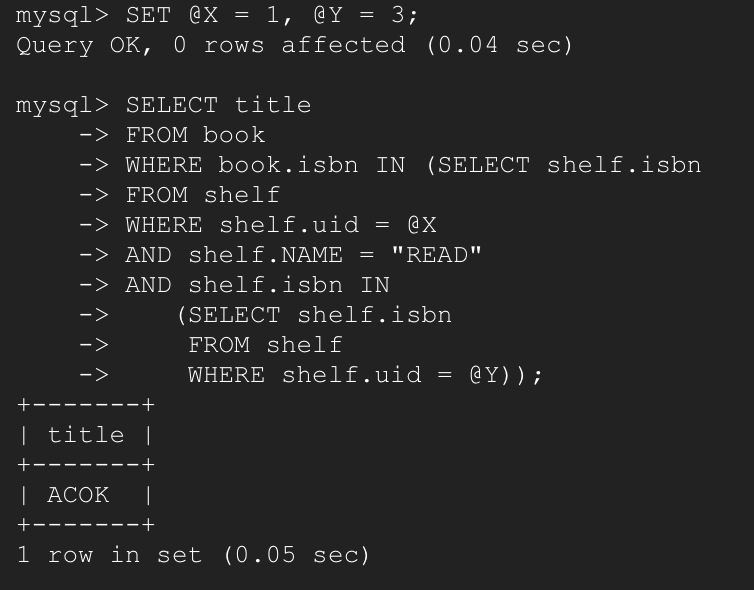 mysql> SET @X = 1, @Y = 3;
Query OK, 0 rows affected (0.04 sec)
mysql> SELECT title
    -> FROM book
    -> WHERE book.isbn IN (SELECT shelf.isbn
    -> FROM shelf
    -> WHERE shelf.uid = @X
    -> AND shelf.NAME = "READ"
    -> AND shelf.isbn IN
    ->    (SELECT shelf.isbn
    ->     FROM shelf
    ->     WHERE shelf.uid = @Y));
+-------+
| title |
+-------+
| ACOK  |
+-------+
1 row in set (0.05 sec)